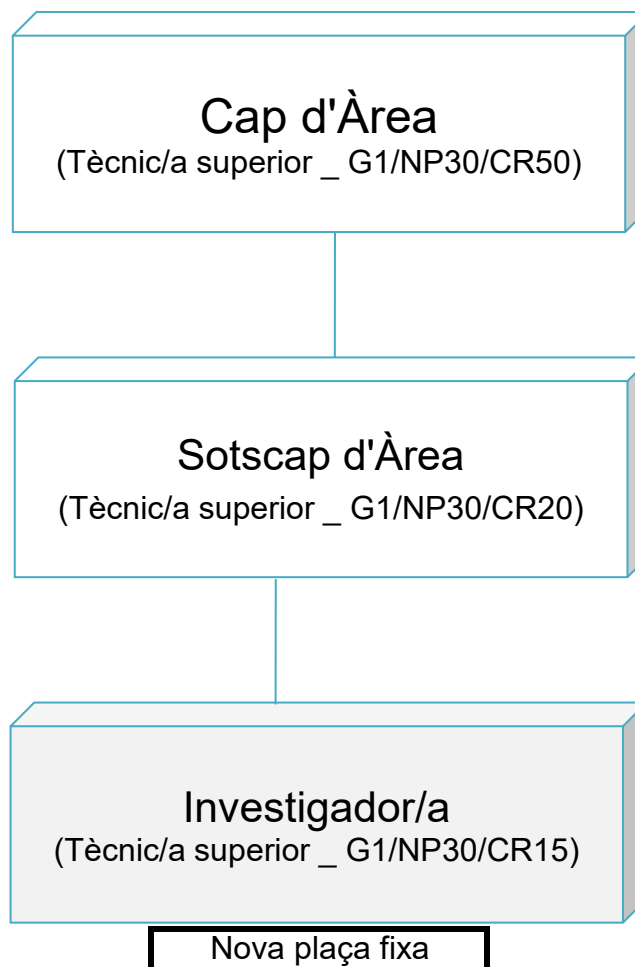 Cap d'Àrea
(Tècnic/a superior _ G1/NP30/CR50)
Sotscap d'Àrea
(Tècnic/a superior _ G1/NP30/CR20)
Investigador/a
(Tècnic/a superior _ G1/NP30/CR15)
Nova plaça fixa